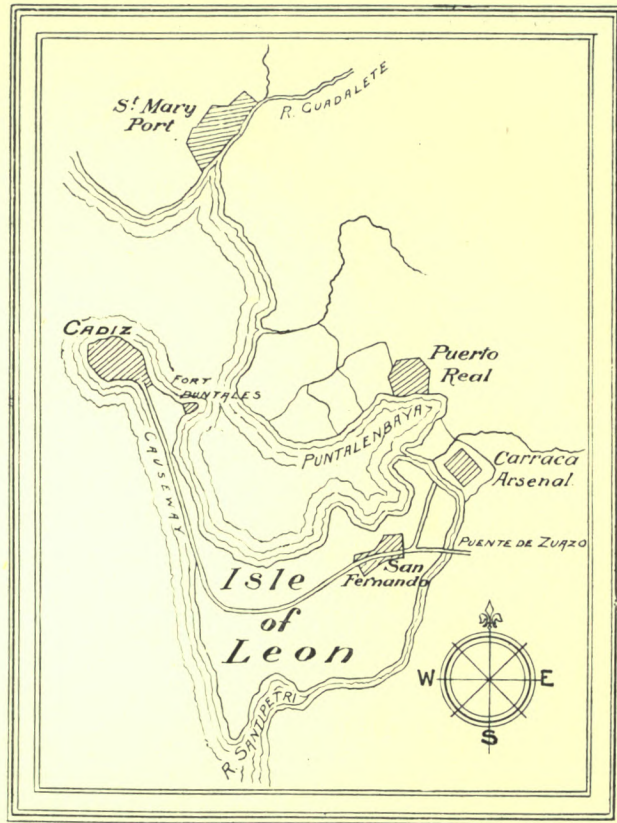 St Mary
Port
R. GUADALETE
CADIZ
FORT
PUNTALES
Puerto
Real
PUNTALENBAYA
CAUSEWAY
Carraca
Arsenal.
PUENTE DE ZUAZO
San
Fernando
Isle
of
Leon
R. SANTIPETRI
W
E
S